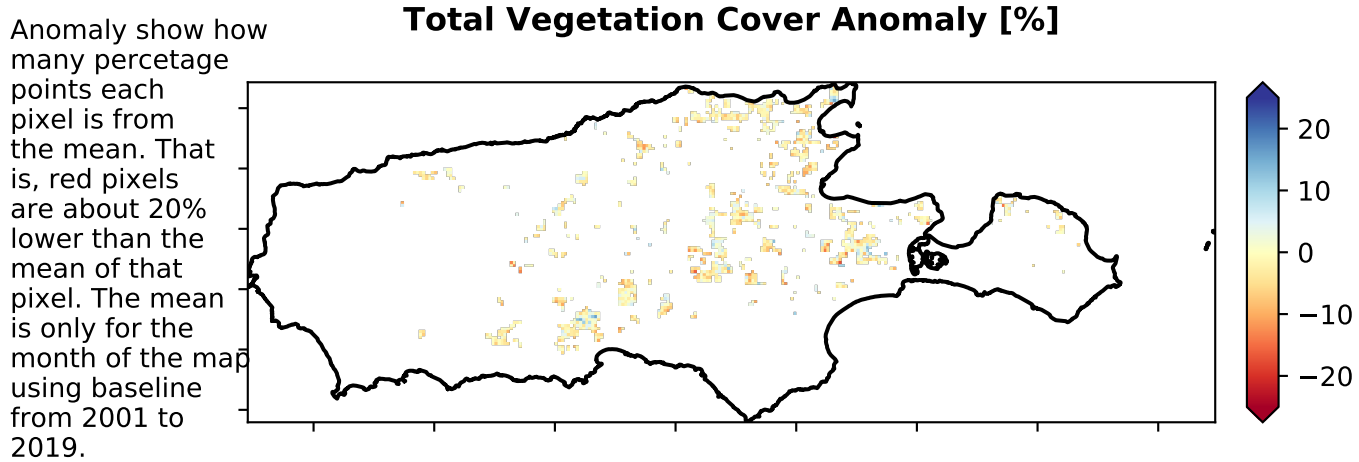 Total Vegetation Cover Anomaly [%]
Anomaly show how
many percetage
points each
pixel is from
the mean. That
is, red pixels
are about 20%
lower than the
mean of that
pixel. The mean
is only for the
month of the map
using baseline
from 2001 to
2019.
20
10
0
−10
−20